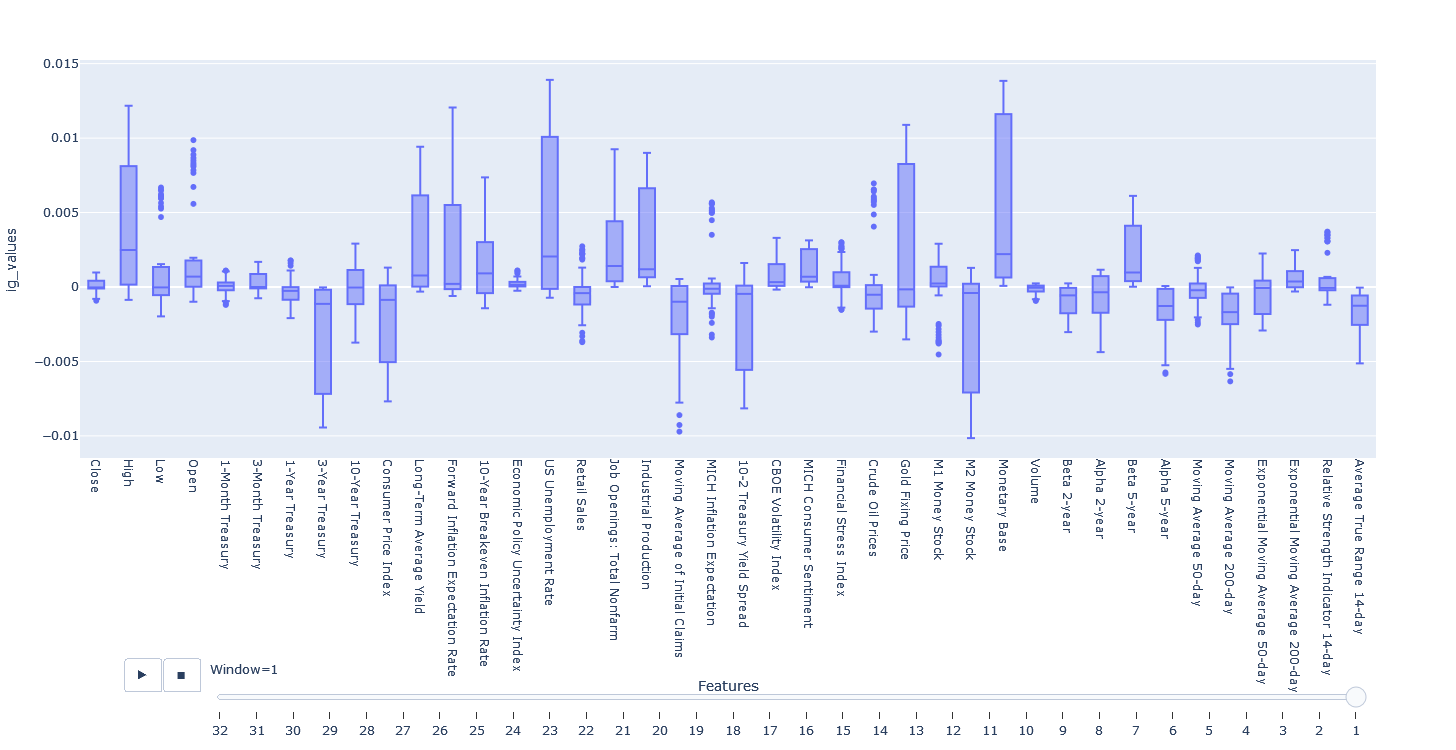 0.015
0.01
0.005
0
−0.005
−0.01
ig_values
Close
High
Low
Open
1-Month Treasury
3-Month Treasury
1-Year Treasury
3-Year Treasury
10-Year Treasury
Consumer Price Index
Long-Term Average Yield
Forward Inflation Expectation Rate
10-Year Breakeven Inflation Rate
Economic Policy Uncertainty Index
US Unemployment Rate
Retail Sales
Job Openings: Total Nonfarm
Industrial Production
Moving Average of Initial Claims
MICH Inflation Expectation
10-2 Treasury Yield Spread
CBOE Volatility Index
MICH Consumer Sentiment
Financial Stress Index
Crude Oil Prices
Gold Fixing Price
M1 Money Stock
M2 Money Stock
Monetary Base
Volume
Beta 2-year
Alpha 2-year
Beta 5-year
Alpha 5-year
Moving Average 50-day
Moving Average 200-day
Exponential Moving Average 50-day
Exponential Moving Average 200-day
Relative Strength Indicator 14-day
Average True Range 14-day
Window=1
Features
32 31 30 29 28 27 26 25 24 23 22 21 20 19 18 17 16 15 14 13 12 11 10 9 8 7 6 5 4 3 2 1